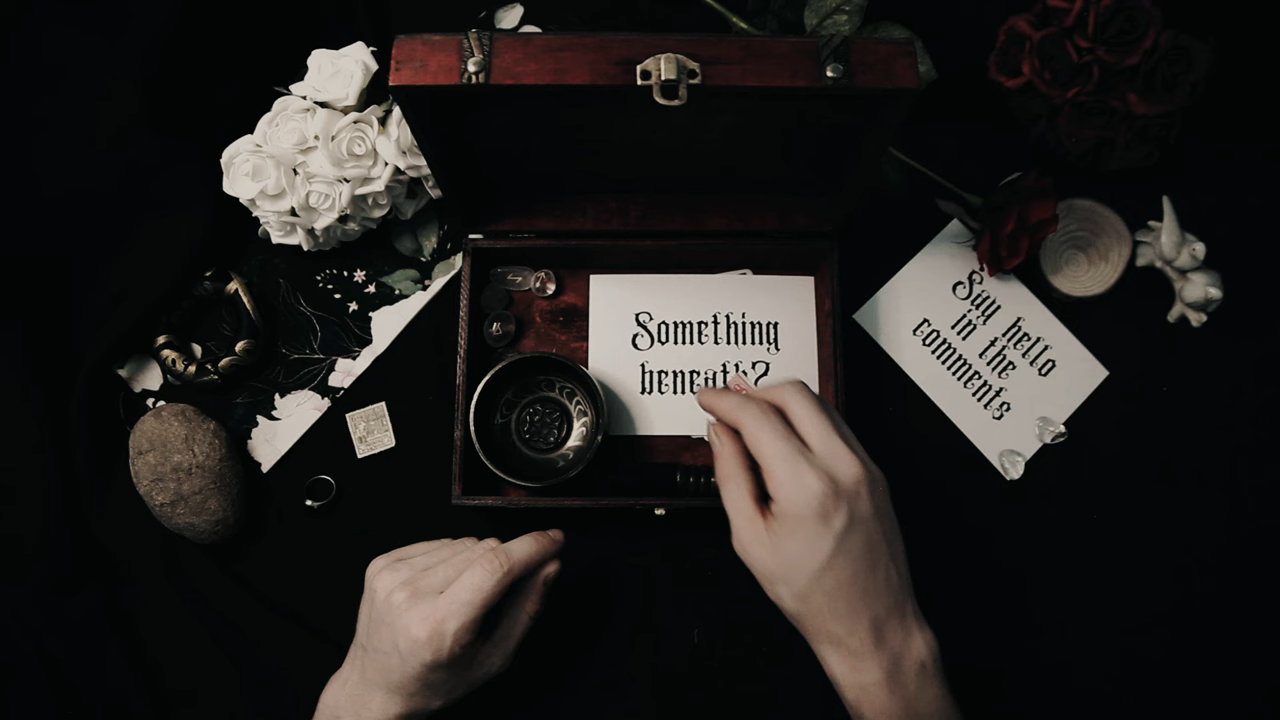 Something
beneath?
Say hello
in the
comments